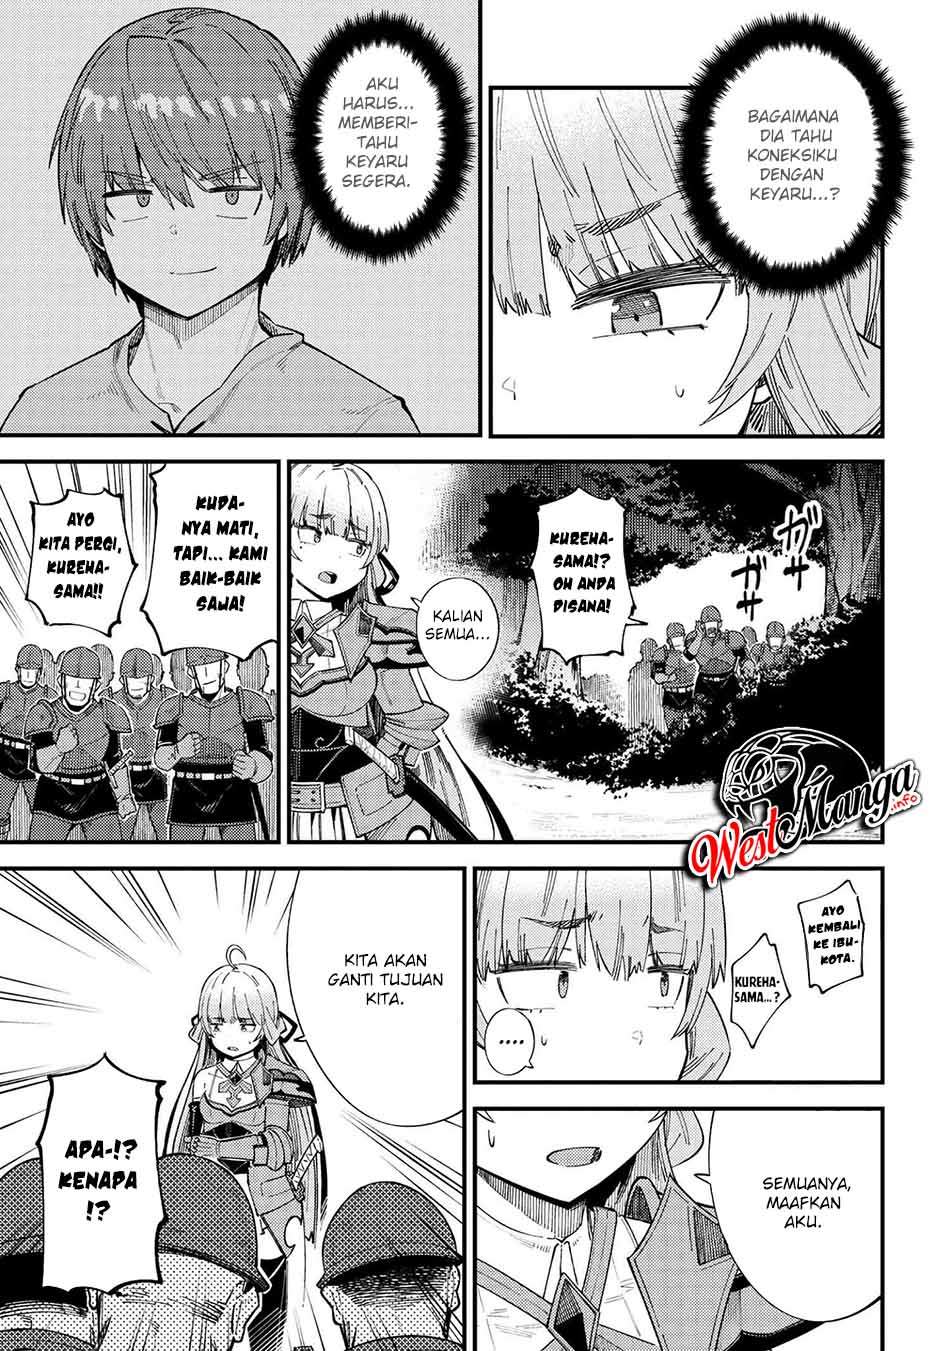 BAGAIMANA
DIA TAHU
KONEKSIKU
DENGAN
KEYARU...?
AKU
HARUS...
MEMBERI-
TAHU
KEYARU
SEGERA.
ガサ
ガサ
KUREHA-
SAMA!?
OH ANDA
DISANA!
KALIAN
SEMUA...
KUDA-
NYA MATI,
TAPI... KAMI
BAIK-BAIK
SAJA!
AYO
KITA PERGI,
KUREHA-
SAMA!!
WestManga
.info
AYO
KEMBALI
KE IBU-
KOTA.
KUREHA-
SAMA...?
....
SEMUANYA,
MAAFKAN
AKU.
KITA AKAN
GANTI TUJUAN
KITA.
APA-!?
KENAPA
!?